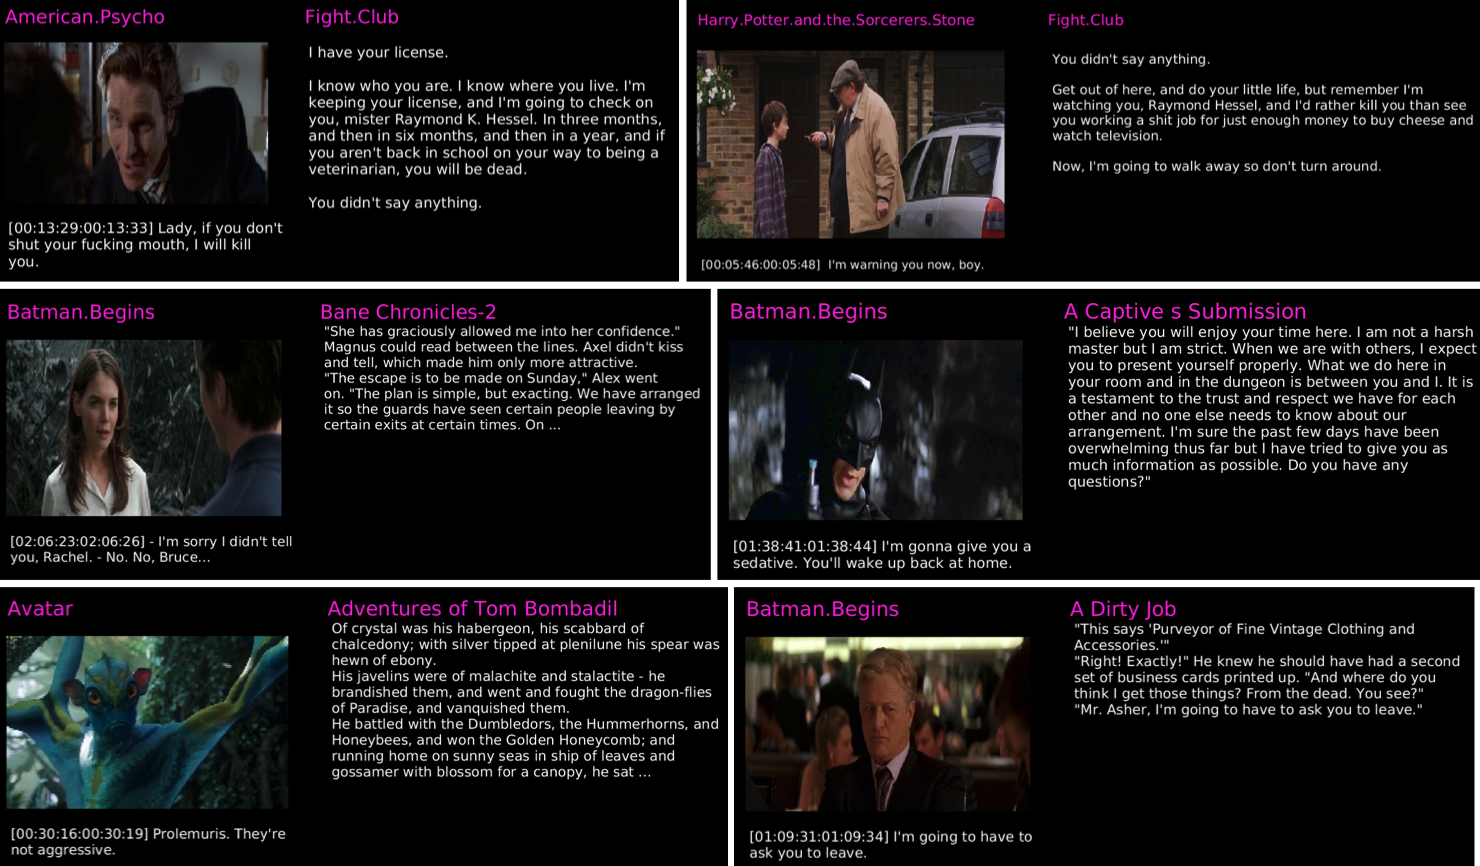 American.Psycho
Fight.Club
I have your license.
I know who you are. I know where you live. I'm
keeping your license, and I'm going to check on
you, mister Raymond K. Hessel. In three months,
and then in six months, and then in a year, and if
you aren't back in school on your way to being a
veterinarian, you will be dead.
You didn't say anything.
[00:13:29:00:13:33] Lady, if you don't
shut your fucking mouth, I will kill
you.
Harry.Potter.and.the.Sorcerers.Stone
Fight.Club
You didn't say anything.
Get out of here, and do your little life, but remember I'm
watching you, Raymond Hessel, and I'd rather kill you than see
you working a shit job for just enough money to buy cheese and
watch television.
Now, I'm going to walk away so don't turn around.
[00:05:46:00:05:48] I'm warning you now, boy.
Batman.Begins
Bane Chronicles-2
"She has graciously allowed me into her confidence."
Magnus could read between the lines. Axel didn't kiss
and tell, which made him only more attractive.
"The escape is to be made on Sunday," Alex went
on. "The plan is simple, but exacting. We have arranged
it so the guards have seen certain people leaving by
certain exits at certain times. On ...
[02:06:23:02:06:26] - I'm sorry I didn't tell
you, Rachel. - No. No, Bruce...
Batman.Begins
A Captive s Submission
"I believe you will enjoy your time here. I am not a harsh
master but I am strict. When we are with others, I expect
you to present yourself properly. What we do here in
your room and in the dungeon is between you and I. It is
a testament to the trust and respect we have for each
other and no one else needs to know about our
arrangement. I'm sure the past few days have been
overwhelming thus far but I have tried to give you as
much information as possible. Do you have any
questions?"
[01:38:41:01:38:44] I'm gonna give you a
sedative. You'll wake up back at home.
Avatar
Adventures of Tom Bombadil
Of crystal was his habergeon, his scabbard of
chalcedony; with silver tipped at plenilune his spear was
hewn of ebony.
His javelins were of malachite and stalactite - he
brandished them, and went and fought the dragon-flies
of Paradise, and vanquished them.
He battled with the Dumbledors, the Hummerhorns, and
Honeybees, and won the Golden Honeycomb; and
running home on sunny seas in ship of leaves and
gossamer with blossom for a canopy, he sat ...
[00:30:16:00:30:19] Prolemuris. They're
not aggressive.
Batman.Begins
A Dirty Job
"This says 'Purveyor of Fine Vintage Clothing and
Accessories.'"
"Right! Exactly!" He knew he should have had a second
set of business cards printed up. "And where do you
think I get those things? From the dead. You see?"
"Mr. Asher, I'm going to have to ask you to leave."
[01:09:31:01:09:34] I'm going to have to
ask you to leave.